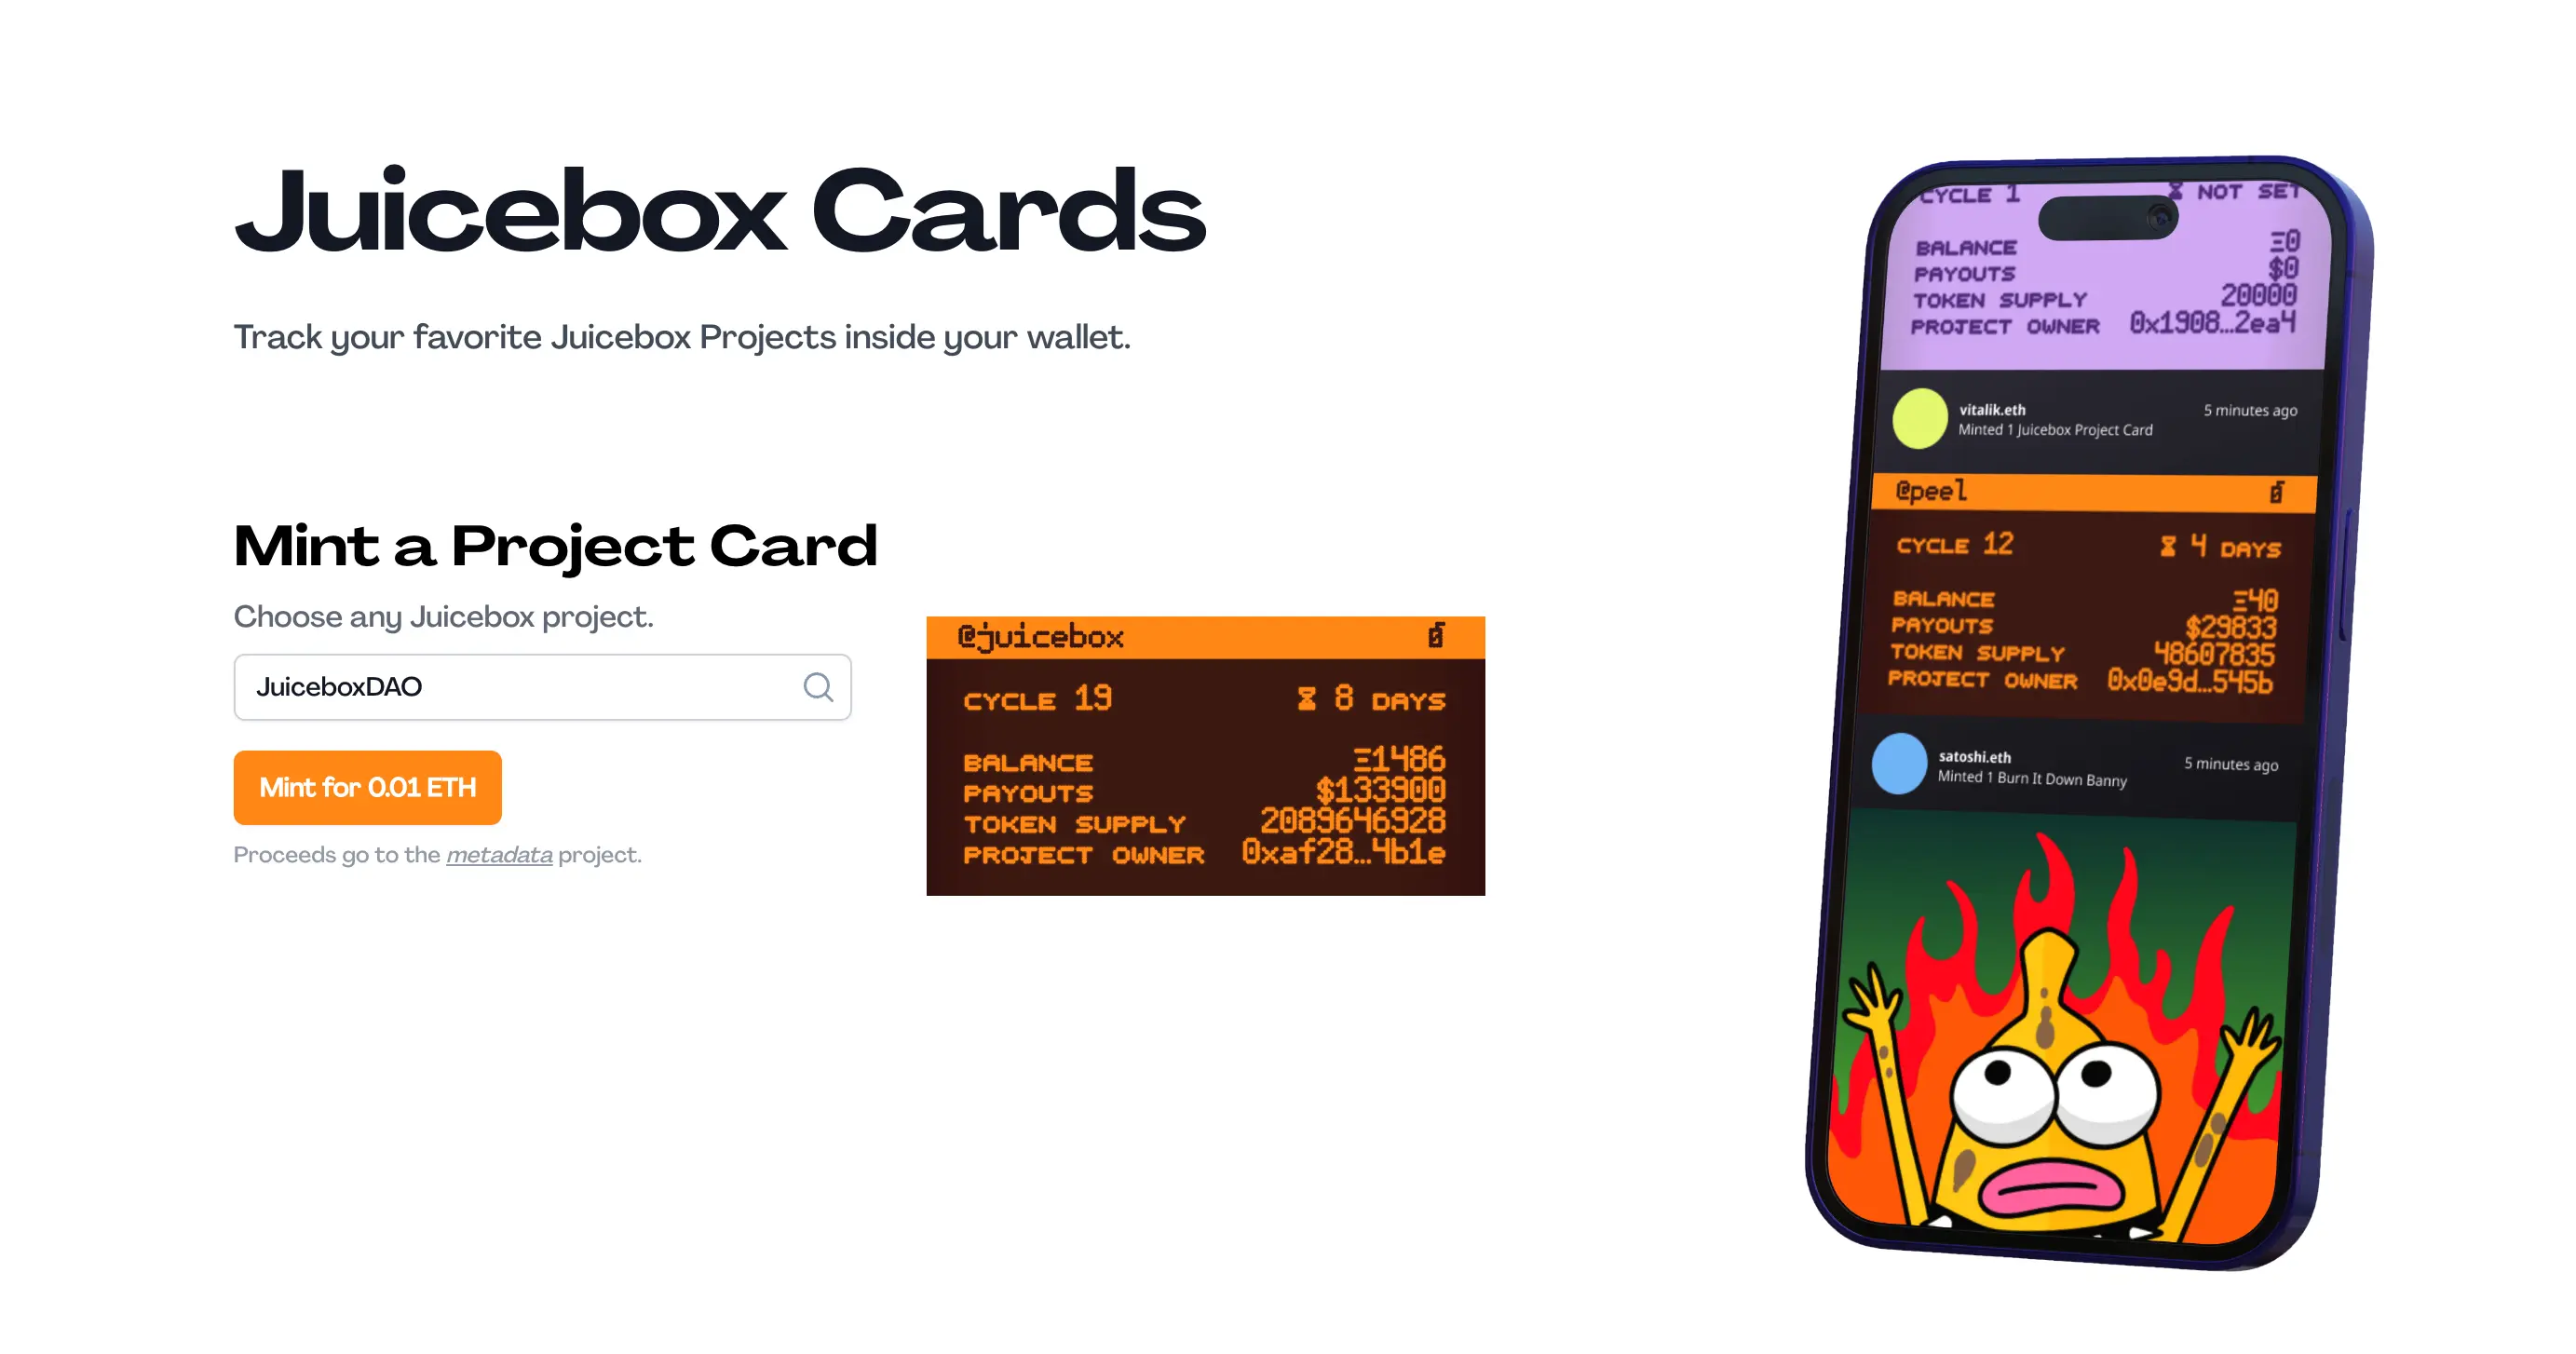 Juicebox Cards
Track your favorite Juicebox Projects inside your wallet.
Mint a Project Card
Choose any Juicebox project.
JuiceboxDAO
Mint for 0.01 ETH
Proceeds go to the metadata project.
@juicebox
CYCLE 19 8 DAYS
BALANCE Ξ1486
PAYOUTS $133900
TOKEN SUPPLY 2089646928
PROJECT OWNER 0xaf28...4b1e
CYCLE 1 NOT SET
BALANCE Ξ0
PAYOUTS $0
TOKEN SUPPLY 20000
PROJECT OWNER 0x1908...2ea4
vitalik.eth 5 minutes ago
Minted 1 Juicebox Project Card
@peel
CYCLE 12 4 DAYS
BALANCE Ξ40
PAYOUTS $29833
TOKEN SUPPLY 48607835
PROJECT OWNER 0x0e9d...545b
satoshi.eth 5 minutes ago
Minted 1 Burn It Down Banny